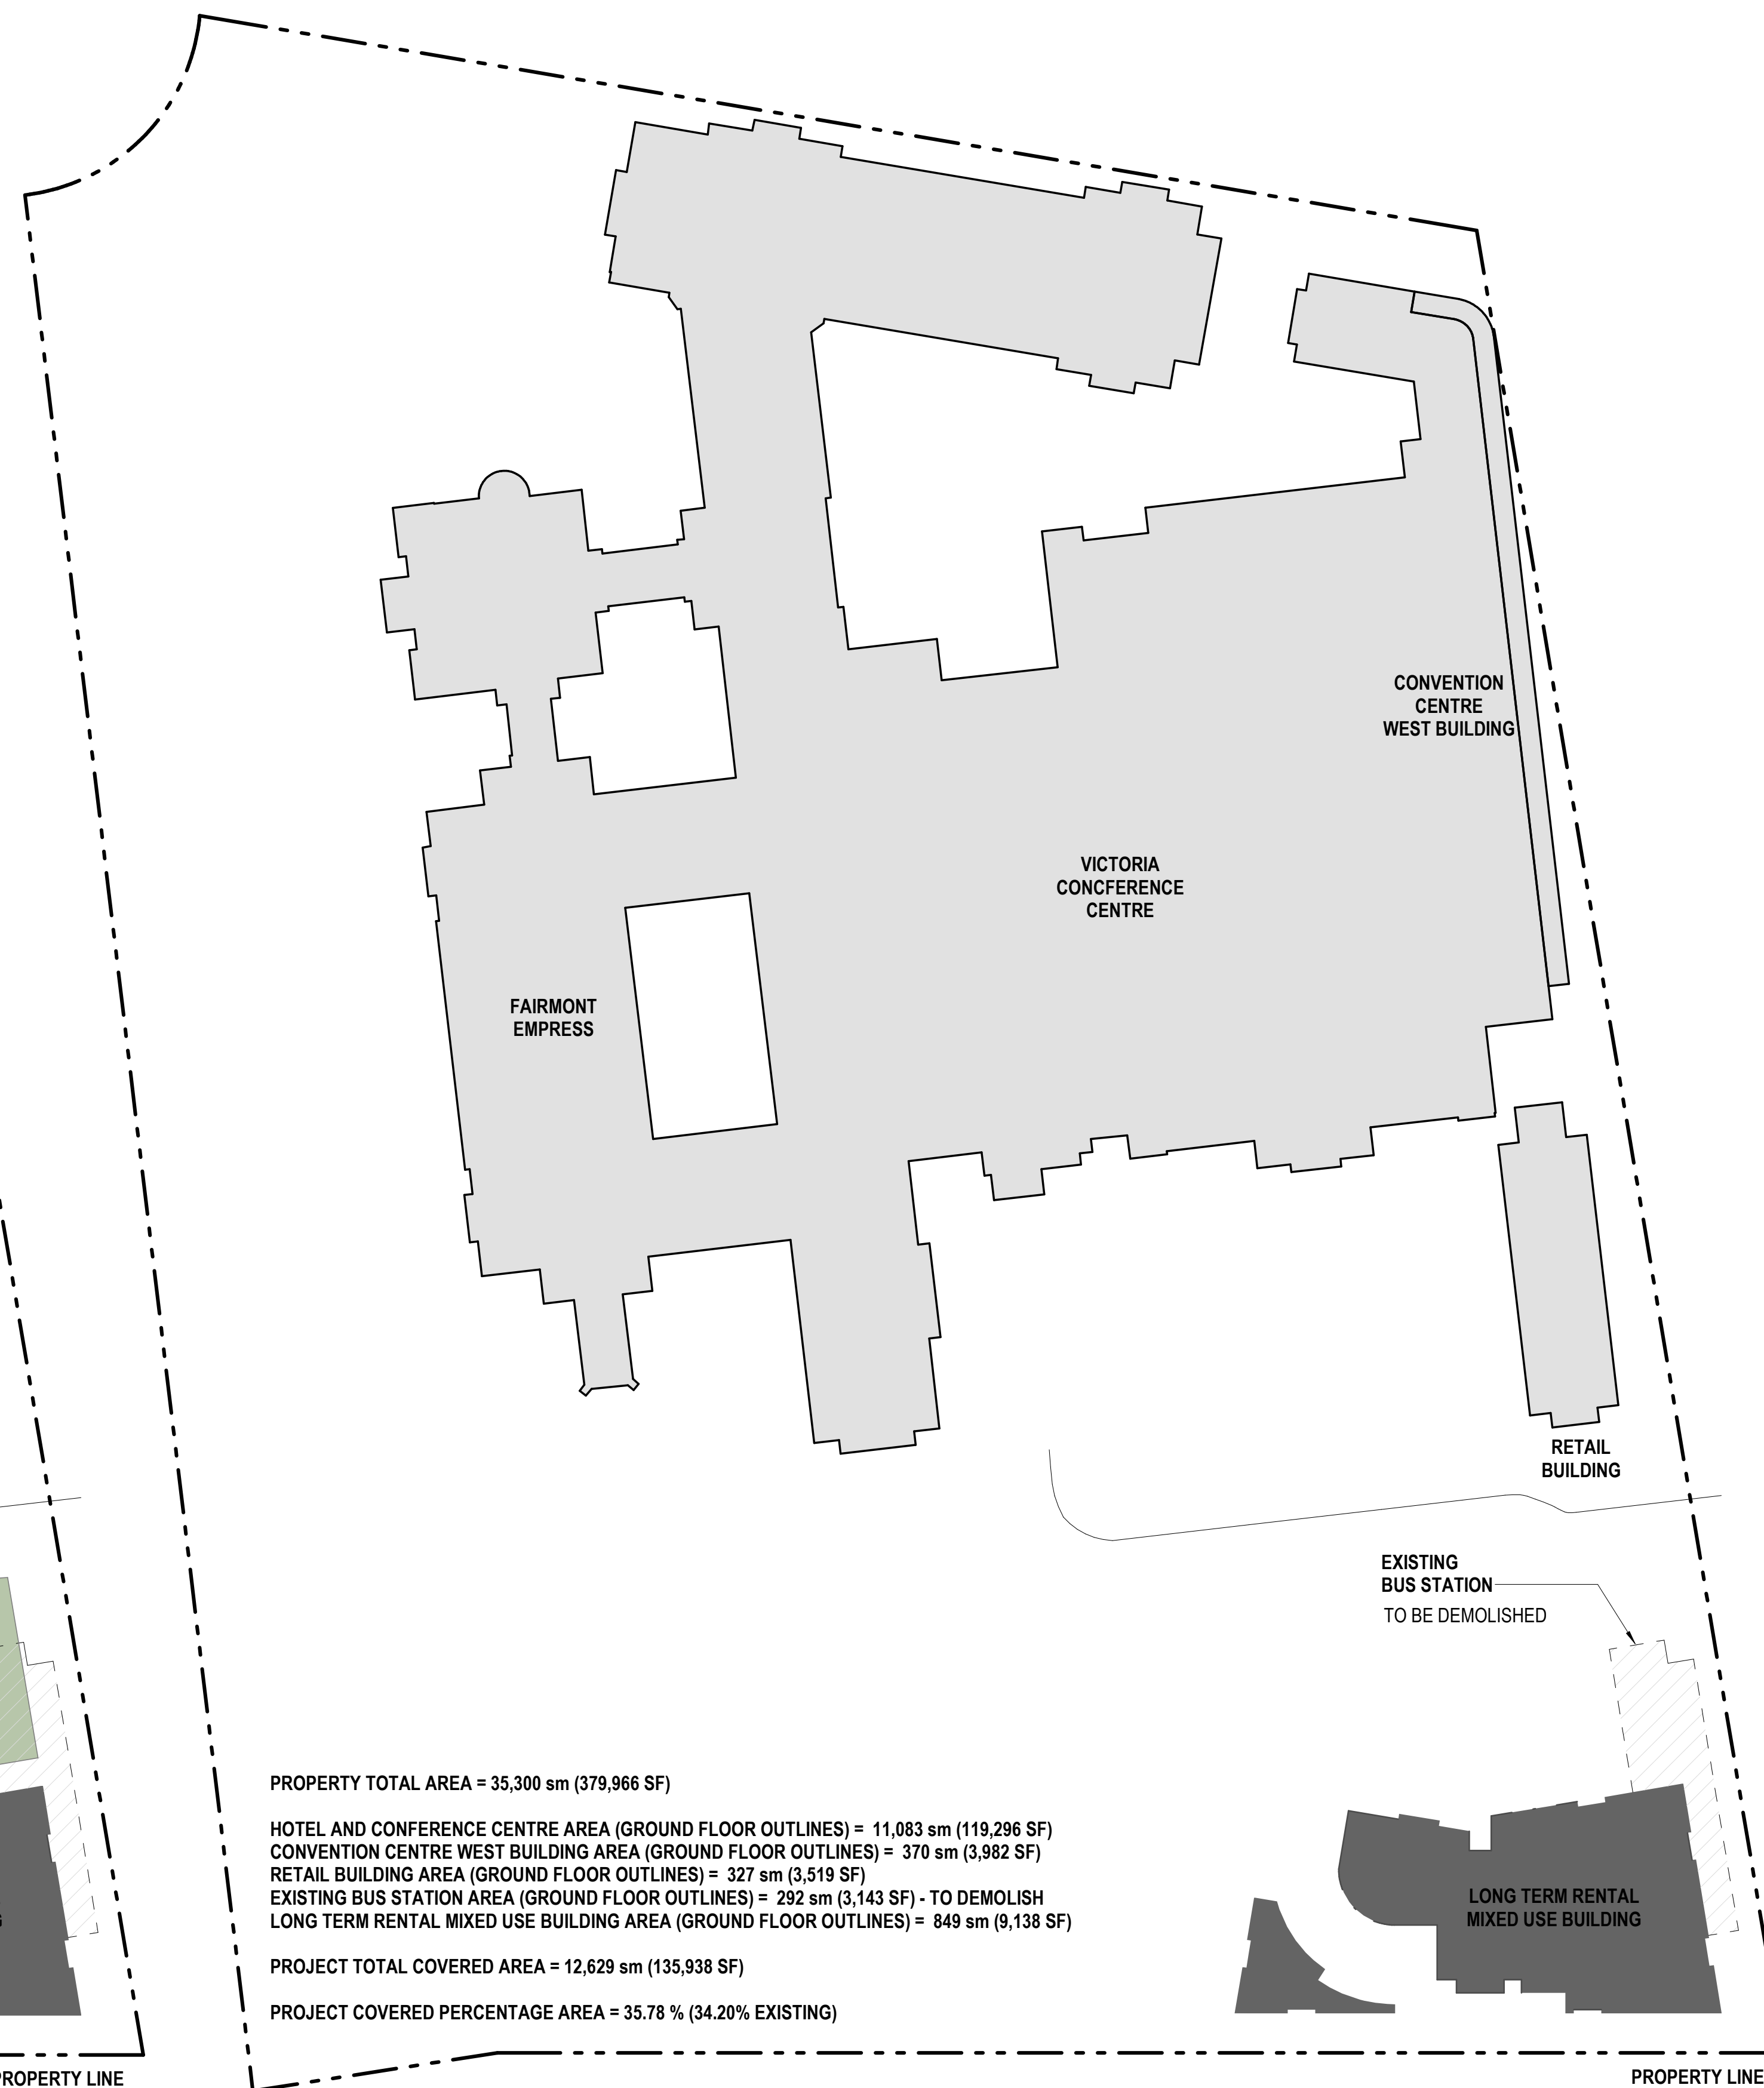 CONVENTION
CENTRE
WEST BUILDING
VICTORIA
CONCFERENCE
CENTRE
FAIRMONT
EMPRESS
RETAIL
BUILDING
EXISTING
BUS STATION
TO BE DEMOLISHED
PROPERTY TOTAL AREA = 35,300 sm (379,966 SF)
HOTEL AND CONFERENCE CENTRE AREA (GROUND FLOOR OUTLINES) = 11,083 sm (119,296 SF)
CONVENTION CENTRE WEST BUILDING AREA (GROUND FLOOR OUTLINES) = 370 sm (3,982 SF)
RETAIL BUILDING AREA (GROUND FLOOR OUTLINES) = 327 sm (3,519 SF)
EXISTING BUS STATION AREA (GROUND FLOOR OUTLINES) = 292 sm (3,143 SF) - TO DEMOLISH
LONG TERM RENTAL MIXED USE BUILDING AREA (GROUND FLOOR OUTLINES) = 849 sm (9,138 SF)
PROJECT TOTAL COVERED AREA = 12,629 sm (135,938 SF)
PROJECT COVERED PERCENTAGE AREA = 35.78 % (34.20% EXISTING)
LONG TERM RENTAL
MIXED USE BUILDING
PROPERTY LINE
PROPERTY LINE